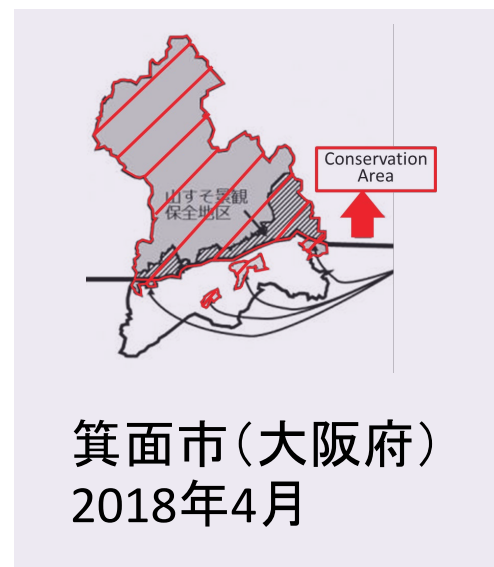 Conservation
Area
山すそ景観
保全地区
箕面市(大阪府)
2018年4月